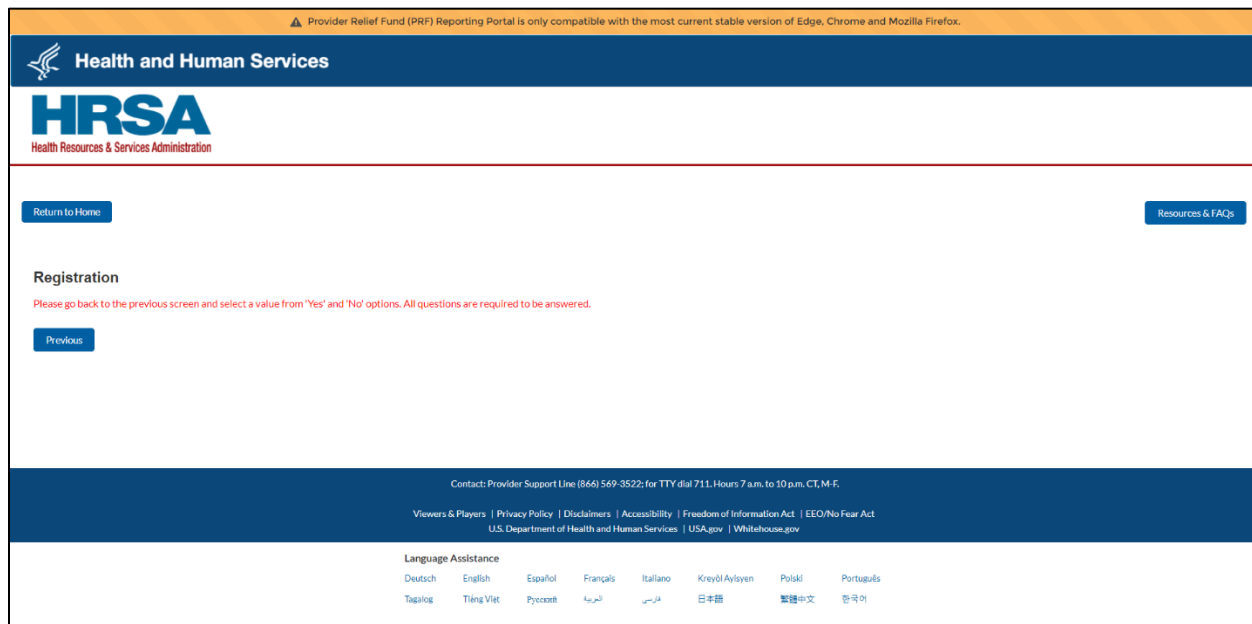 Provider Relief Fund (PRF) Reporting Portal is only compatible with the most current stable version of Edge, Chrome and Mozilla Firefox.
Health and Human Services
HRSA
Health Resources & Services Administration
Return to Home
Resources & FAQs
Registration
Please go back to the previous screen and select a value from 'Yes' and 'No' options. All questions are required to be answered.
Previous
Contact: Provider Support Line (866) 569-3522; for TTY dial 711. Hours 7 a.m. to 10 p.m. CT, M-F.
Viewers & Players | Privacy Policy | Disclaimers | Accessibility | Freedom of Information Act | EEO/No Fear Act
U.S. Department of Health and Human Services | USA.gov | Whitehouse.gov
Language Assistance
Deutsch English Español Français Italiano Kreyòl Ayisyen Polski Português
Tagalog Tiếng Việt Русский العربية فارسی 日本語 繁體中文 한국어